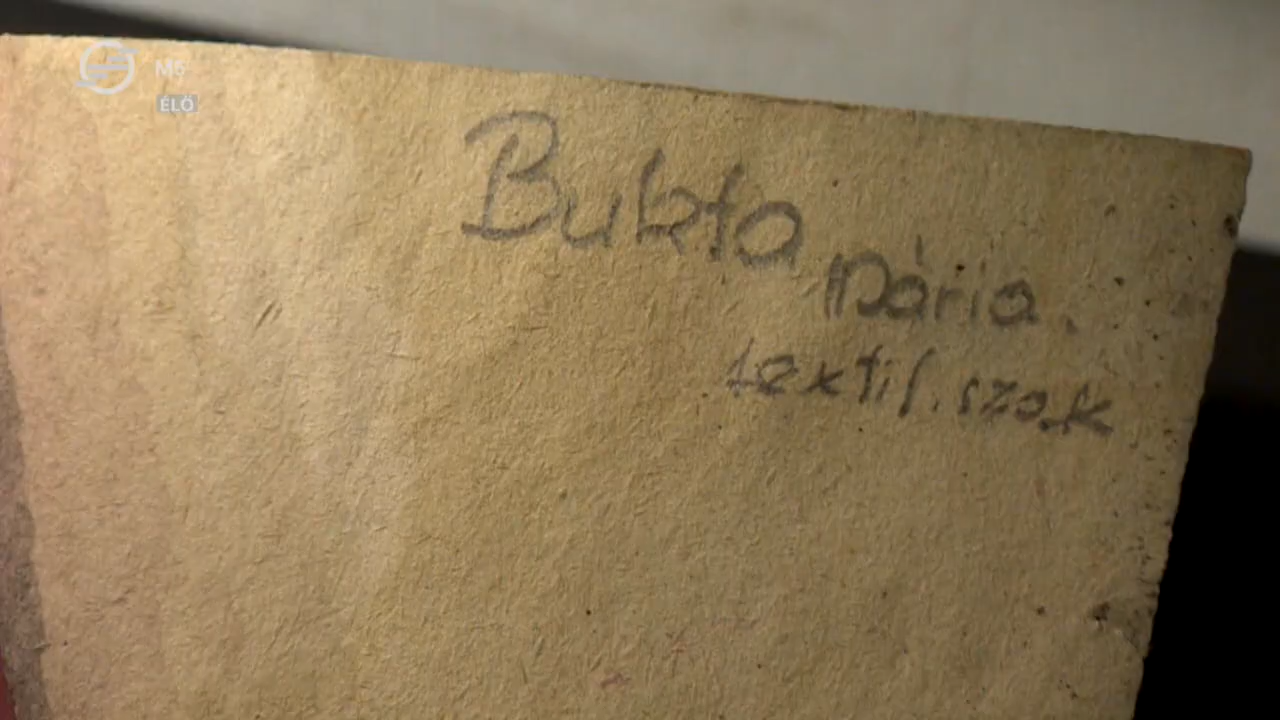 M5
ÉLŐ
Bukta
Mária.
textil. szak